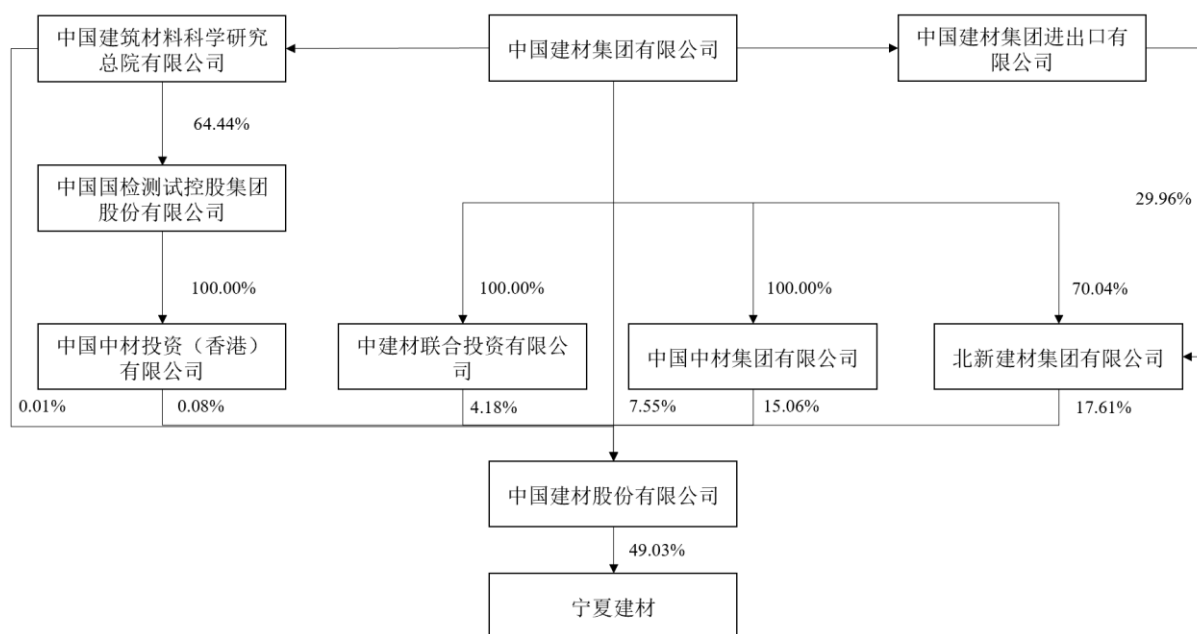 中国建筑材料科学研究
总院有限公司
中国建材集团有限公司
中国建材集团进出口有
限公司
64.44%
中国国检测试控股集团
股份有限公司
29.96%
100.00%
100.00%
100.00%
70.04%
中国中材投资（香港）
有限公司
中建材联合投资有限公
司
中国中材集团有限公司
北新建材集团有限公司
0.01%
0.08%
4.18%
7.55%
15.06%
17.61%
中国建材股份有限公司
49.03%
宁夏建材